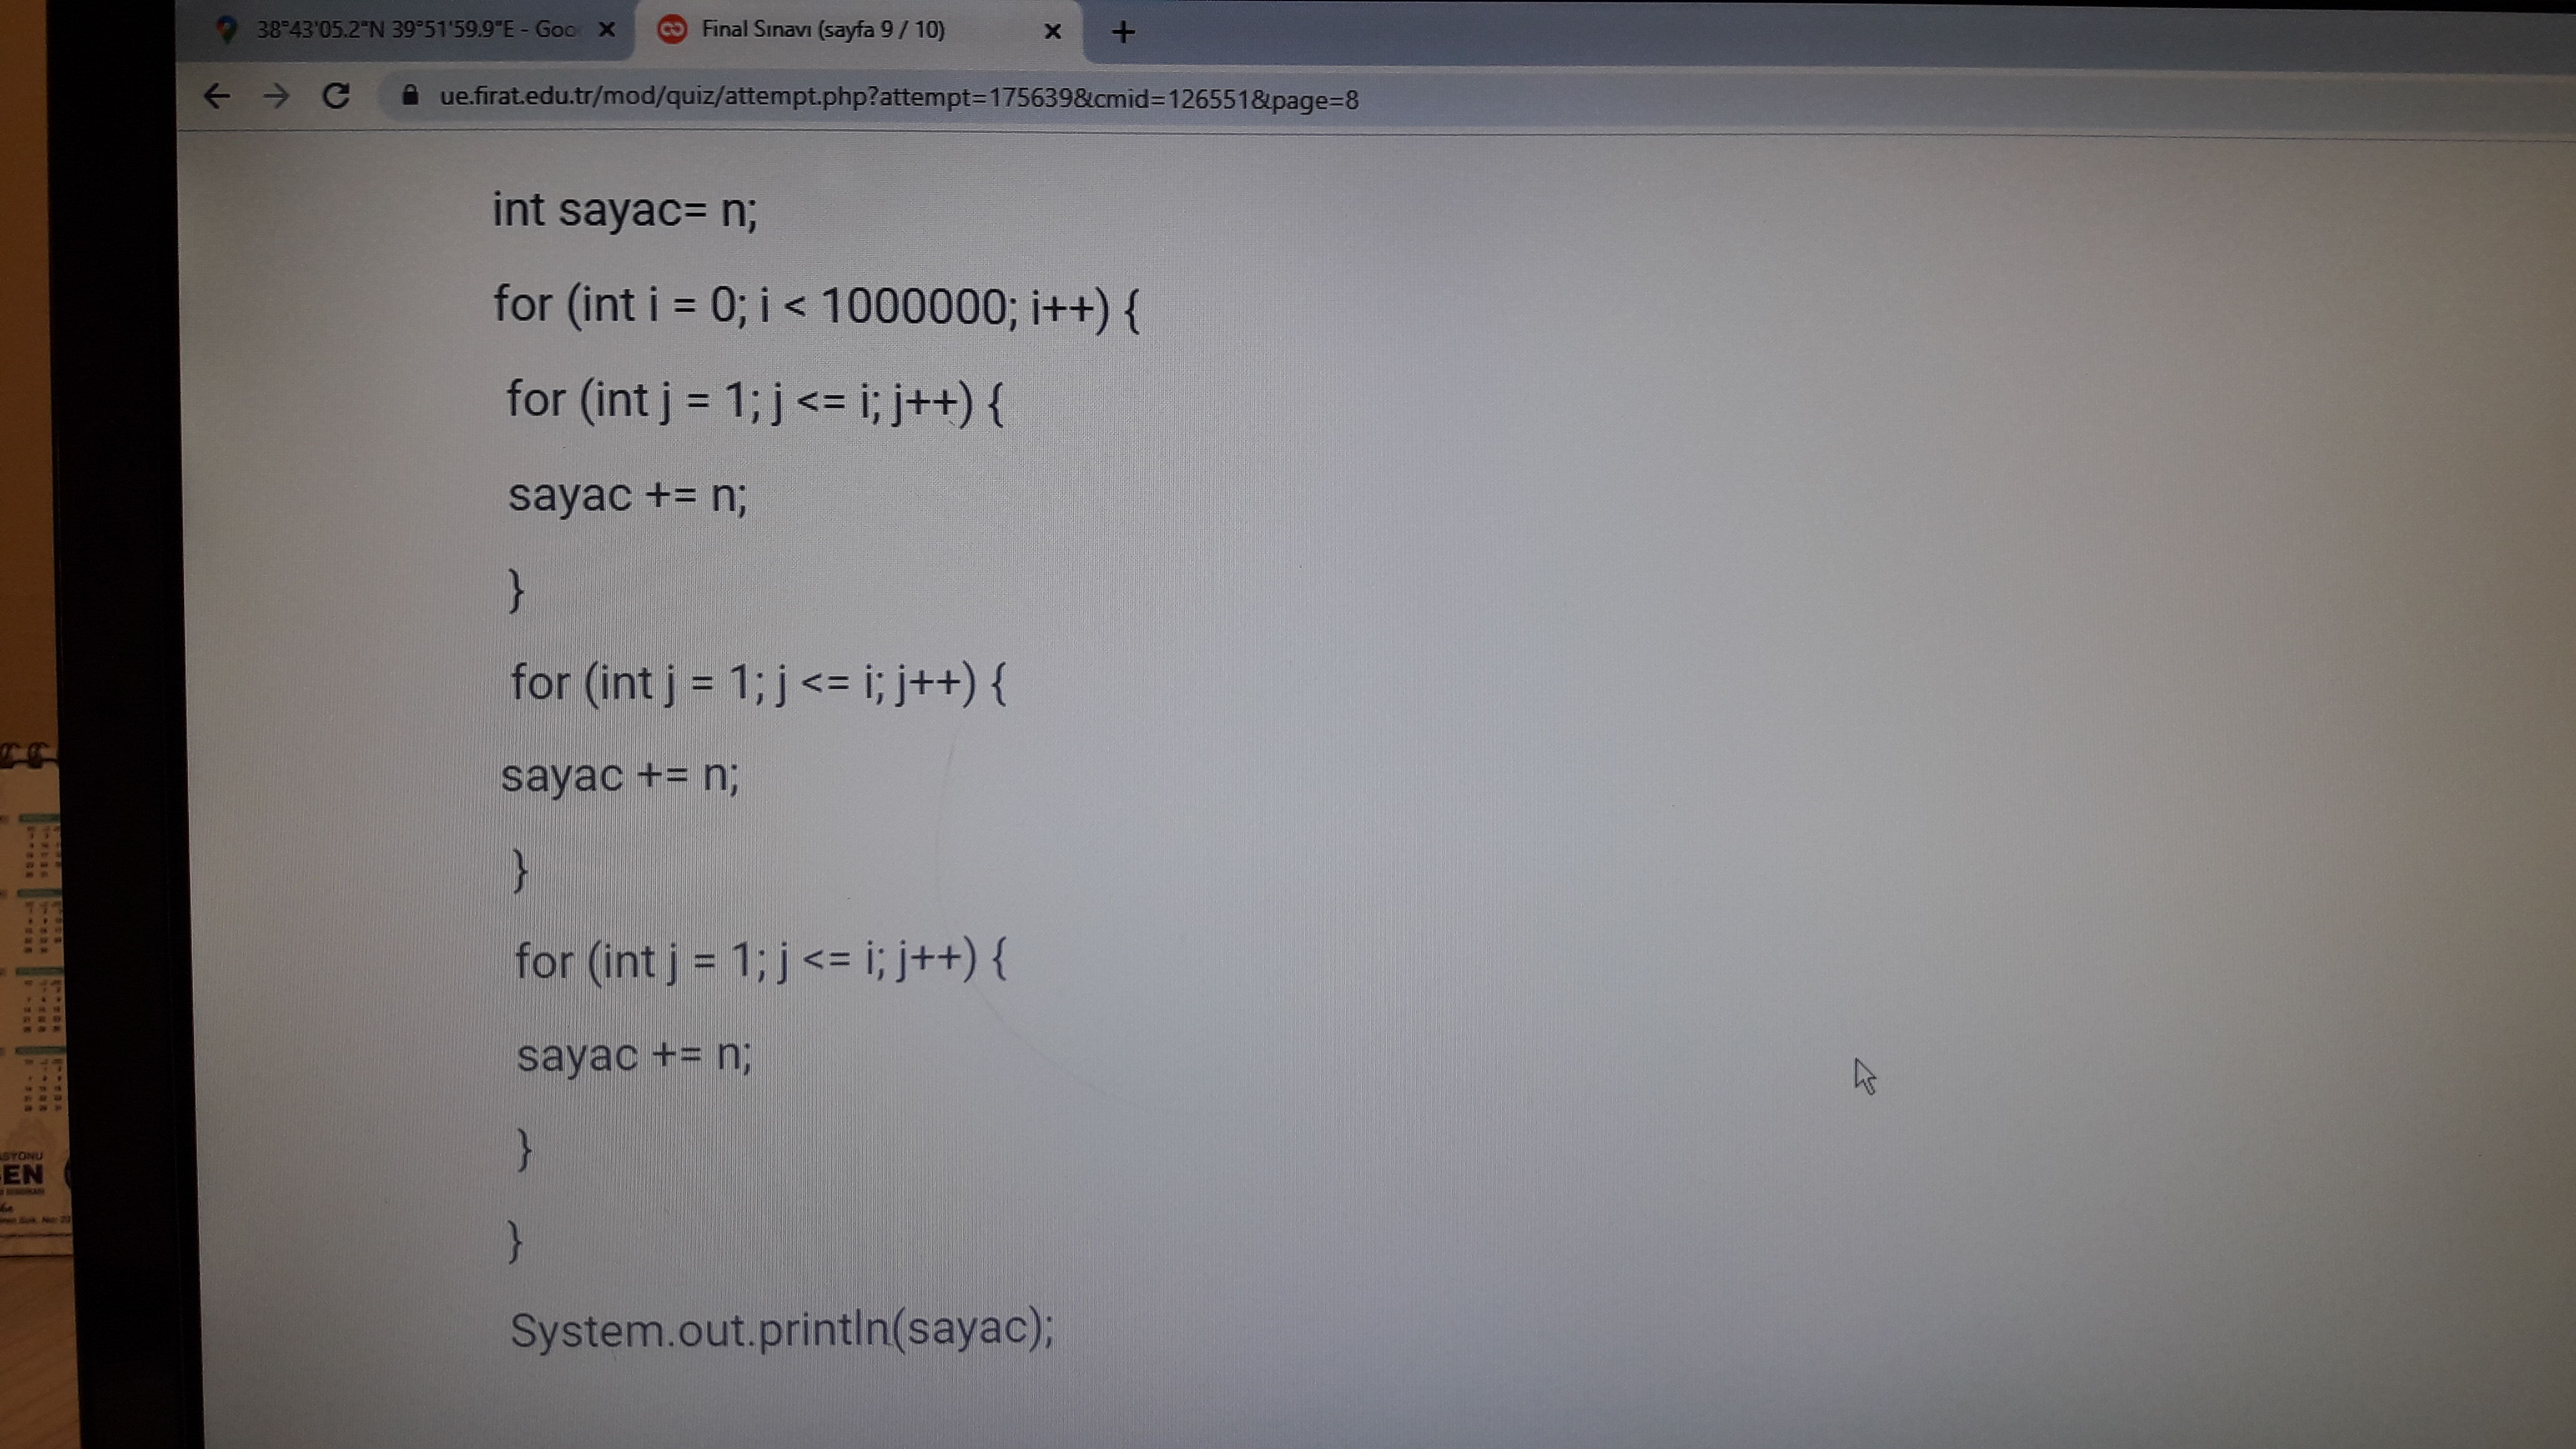 38°43'05.2"N 39°51'59.9"E - Goo
Final Sınavı (sayfa 9 / 10)
ue.firat.edu.tr/mod/quiz/attempt.php?attempt=175639&cmid=126551&page=8
int sayac= n;
for (int i = 0; i < 1000000; i++) {
for (int j = 1; j <= i; j++) {
sayac += n;
}
for (int j = 1; j <= i; j++) {
sayac += n;
}
for (int j = 1; j <= i; j++) {
sayac += n;
}
}
System.out.println(sayac);
EN